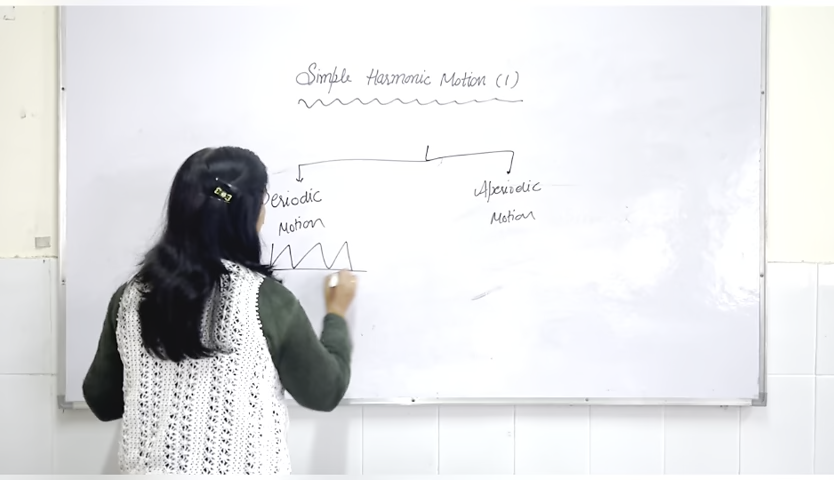 Simple Harmonic Motion (1)
Periodic
Motion
Aperiodic
Motion